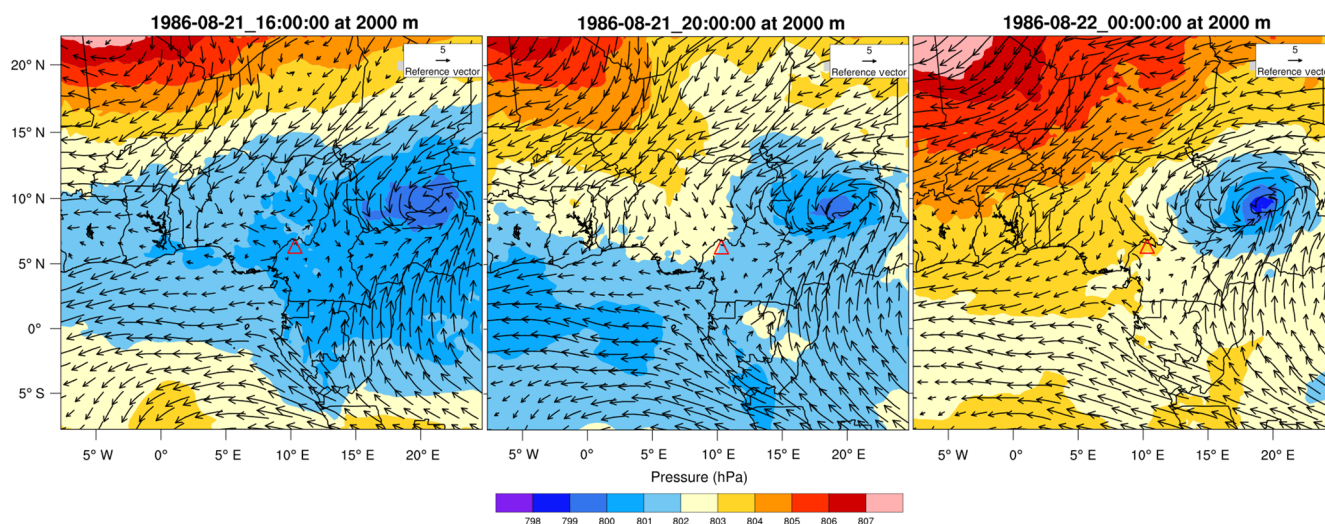 1986-08-21_16:00:00 at 2000 m
1986-08-21_20:00:00 at 2000 m
1986-08-22_00:00:00 at 2000 m
5
Reference vector
5
Reference vector
5
Reference vector
20° N
15° N
10° N
5° N
0°
5° S
5° W 0° 5° E 10° E 15° E 20° E
5° W 0° 5° E 10° E 15° E 20° E
5° W 0° 5° E 10° E 15° E 20° E
Pressure (hPa)
798 799 800 801 802 803 804 805 806 807